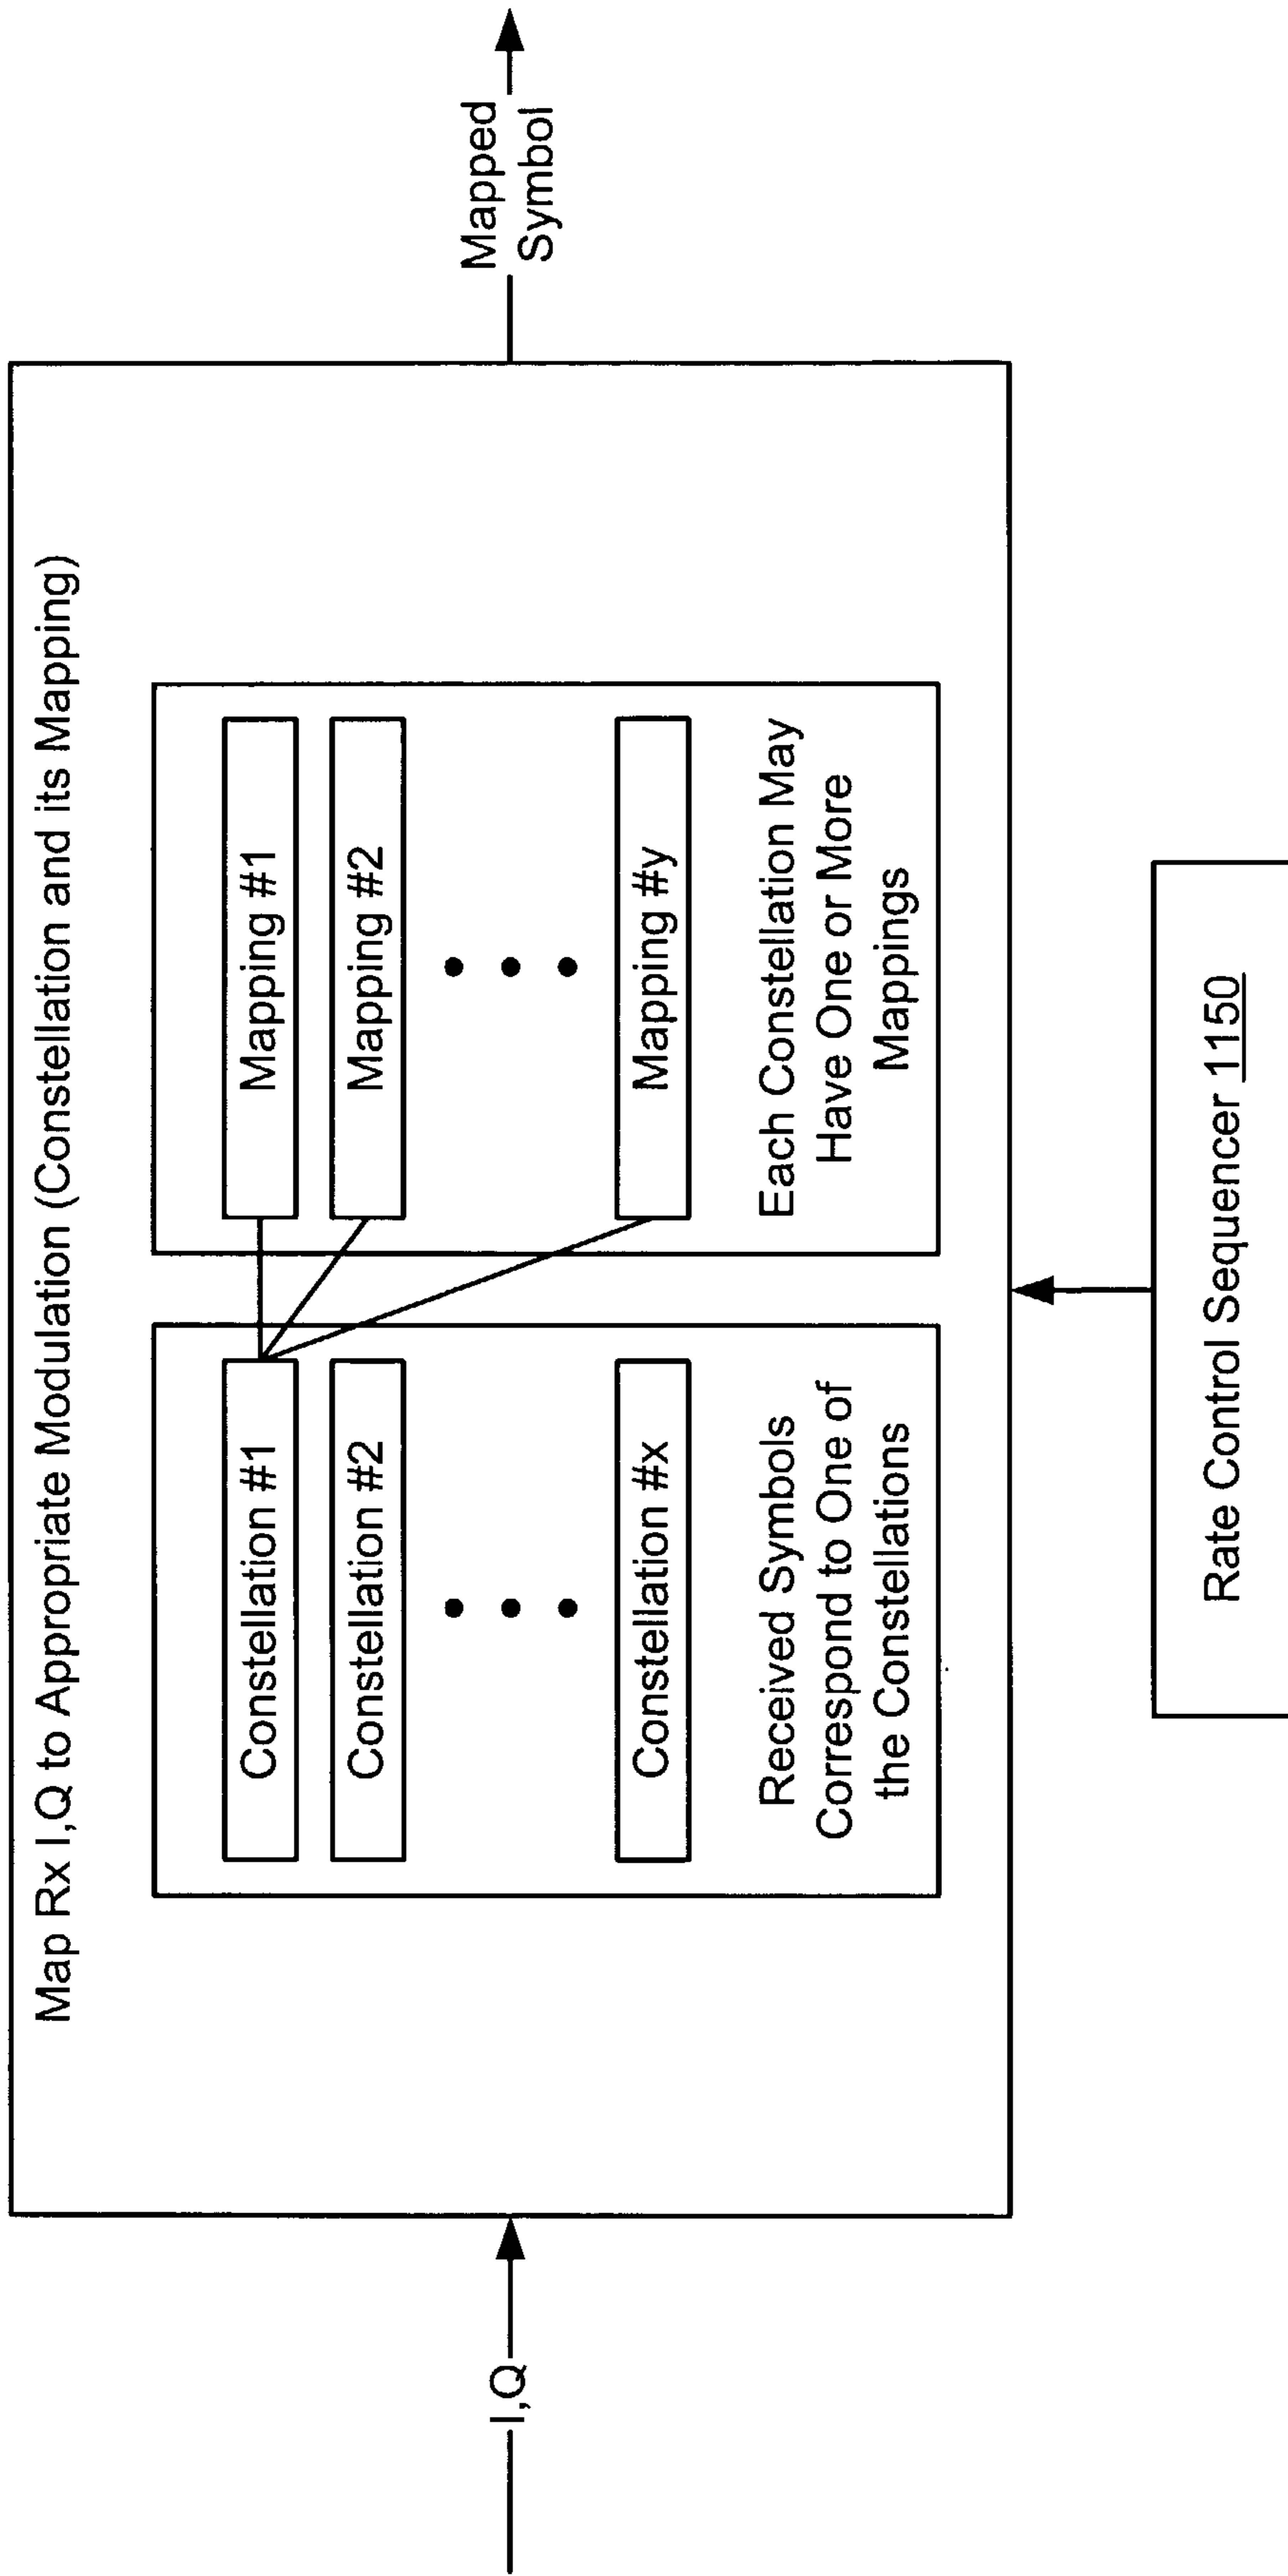 Map Rx I,Q to Appropriate Modulation (Constellation and its Mapping)
I,Q
Constellation #1
Constellation #2
Constellation #x
Received Symbols
Correspond to One of
the Constellations
Mapping #1
Mapping #2
Mapping #y
Each Constellation May
Have One or More
Mappings
Mapped
Symbol
Rate Control Sequencer 1150